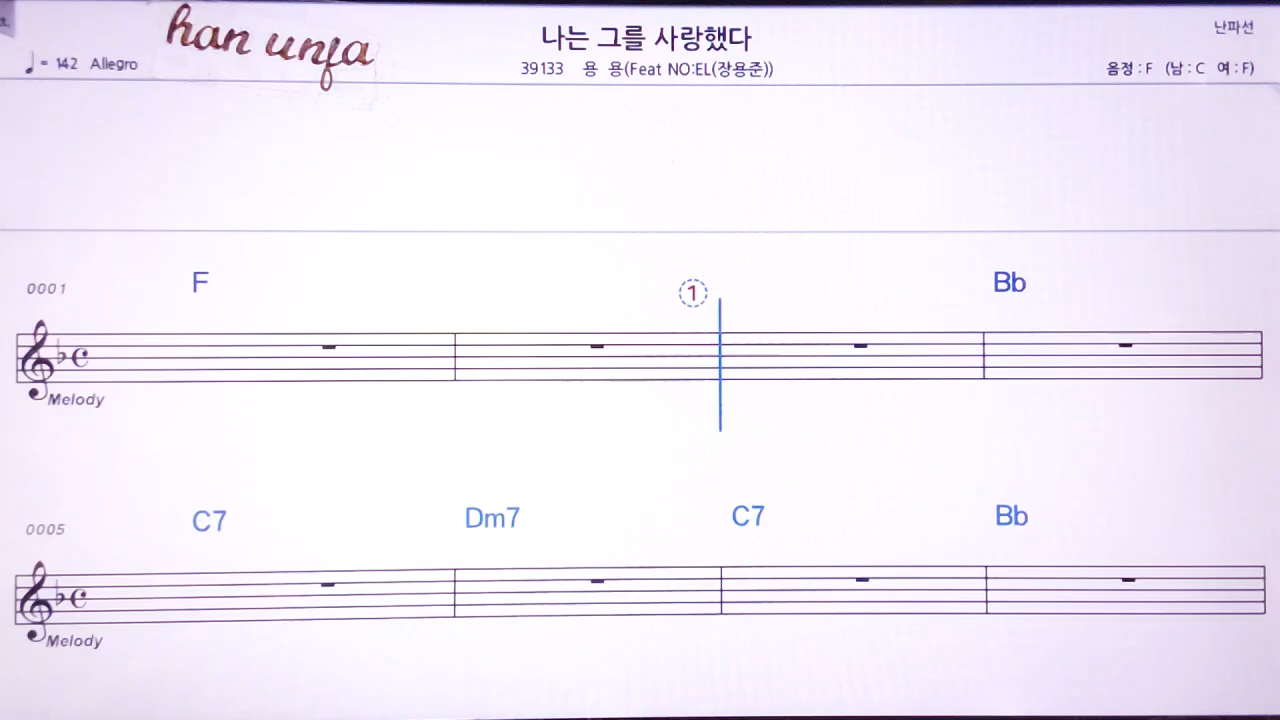 han unfa
나는 그를 사랑했다
난파선
♩ = 142 Allegro
39133 용 용(Feat NO:EL(장용준))
음정 : F (남 : C 여 : F)
0001
F
1
Bb
Melody
0005
C7 Dm7 C7 Bb
Melody